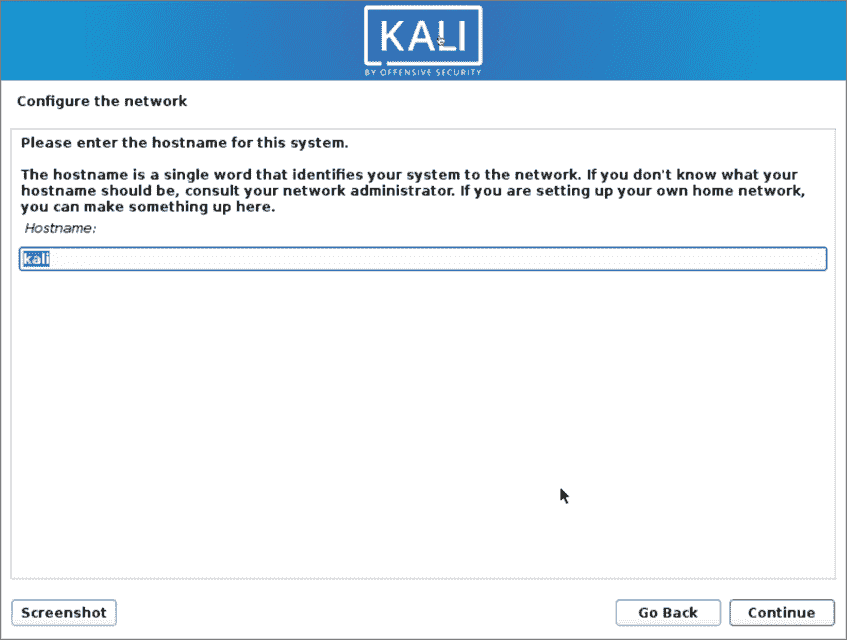 KALI
BY OFFENSIVE SECURITY
Configure the network
Please enter the hostname for this system.
The hostname is a single word that identifies your system to the network. If you don't know what your
hostname should be, consult your network administrator. If you are setting up your own home network,
you can make something up here.
Hostname:
kali
Screenshot
Go Back
Continue